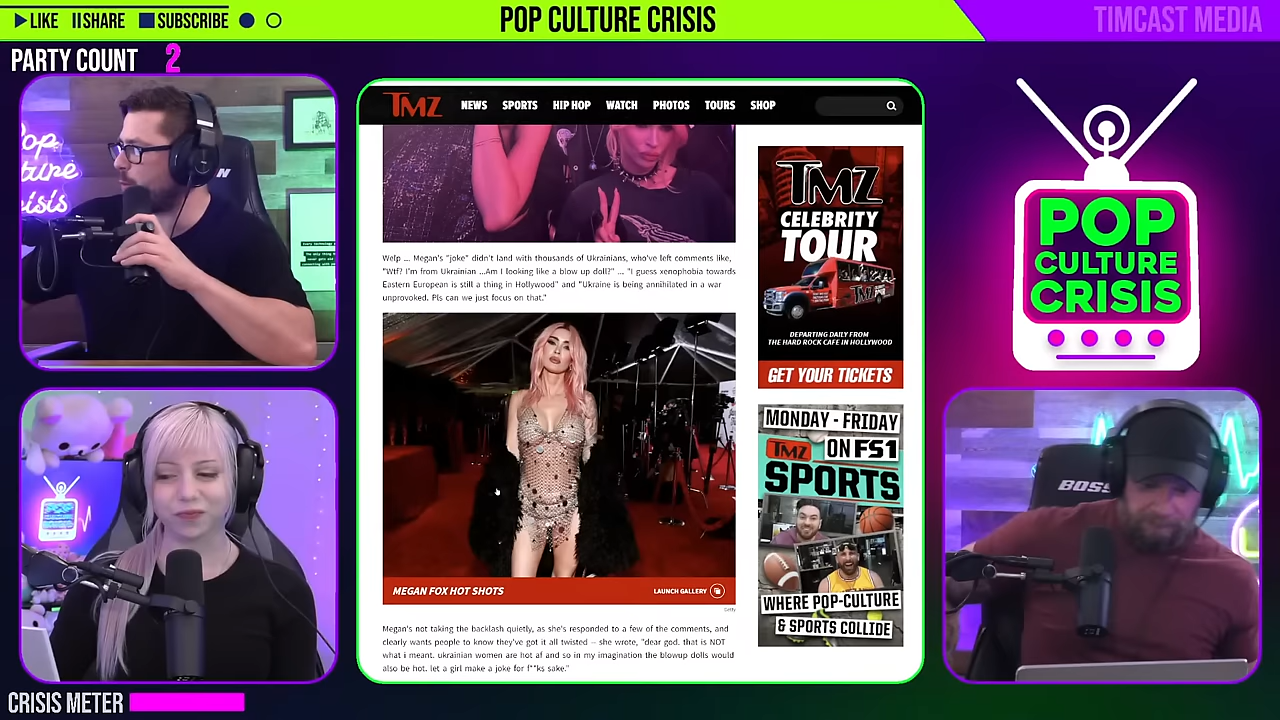 LIKE SHARE SUBSCRIBE
POP CULTURE CRISIS
TIMCAST MEDIA
PARTY COUNT 2
Pop
Culture
Crisis
TMZ NEWS SPORTS HIP HOP WATCH PHOTOS TOURS SHOP
Welp ... Megan's "joke" didn't land with thousands of Ukrainians, who've left comments like,
"Wtf? I'm from Ukrainian ...Am I looking like a blow up doll?" ... "I guess xenophobia towards
Eastern European is still a thing in Hollywood" and "Ukraine is being annihilated in a war
unprovoked. Pls can we just focus on that."
MEGAN FOX HOT SHOTS
LAUNCH GALLERY
Getty
Megan's not taking the backlash quietly, as she's responded to a few of the comments, and
clearly wants people to know they've got it all twisted -- she wrote, "dear god. that is NOT
what i meant. ukrainian women are hot af and so in my imagination the blowup dolls would
also be hot. let a girl make a joke for f**ks sake."
TMZ
CELEBRITY
TOUR
TMZ
DEPARTING DAILY FROM
THE HARD ROCK CAFE IN HOLLYWOOD
GET YOUR TICKETS
MONDAY - FRIDAY
TMZ ON FS1
SPORTS
WHERE POP-CULTURE
& SPORTS COLLIDE
POP
CULTURE
CRISIS
BOSS
CRISIS METER